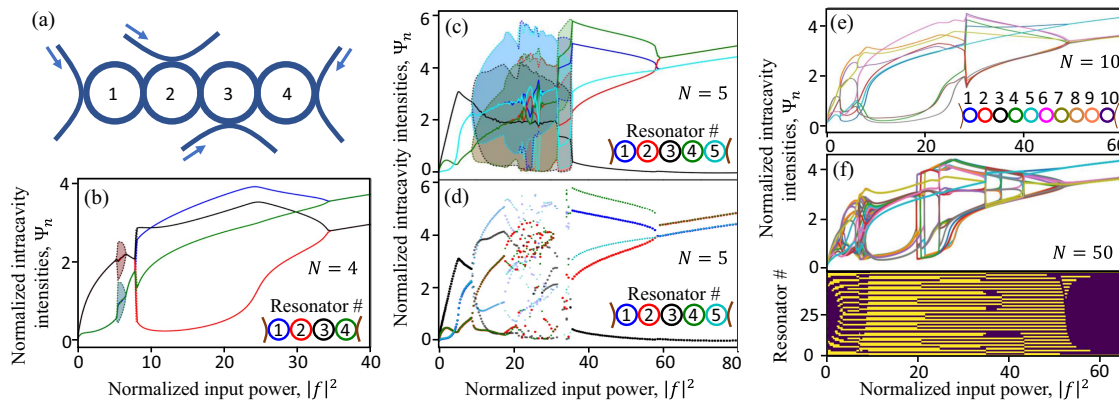 (a)
1 2 3 4
(b)
Normalized intracavity
intensities, Ψn
4
2
0
0 10 20 30 40
N = 4
Resonator #
1 2 3 4
Normalized input power, |f|²
(c)
Normalized intracavity intensities, Ψn
6
4
2
0
N = 5
Resonator #
1 2 3 4 5
(d)
6
4
2
0
0 20 40 60 80
N = 5
Resonator #
1 2 3 4 5
Normalized input power, |f|²
(e)
Normalized intracavity
intensities, Ψn
4
2
0
0 20 40 60
N = 10
1 2 3 4 5 6 7 8 9 10
(f)
4
2
0
N = 50
Resonator #
25
0
0 20 40 60
Normalized input power, |f|²